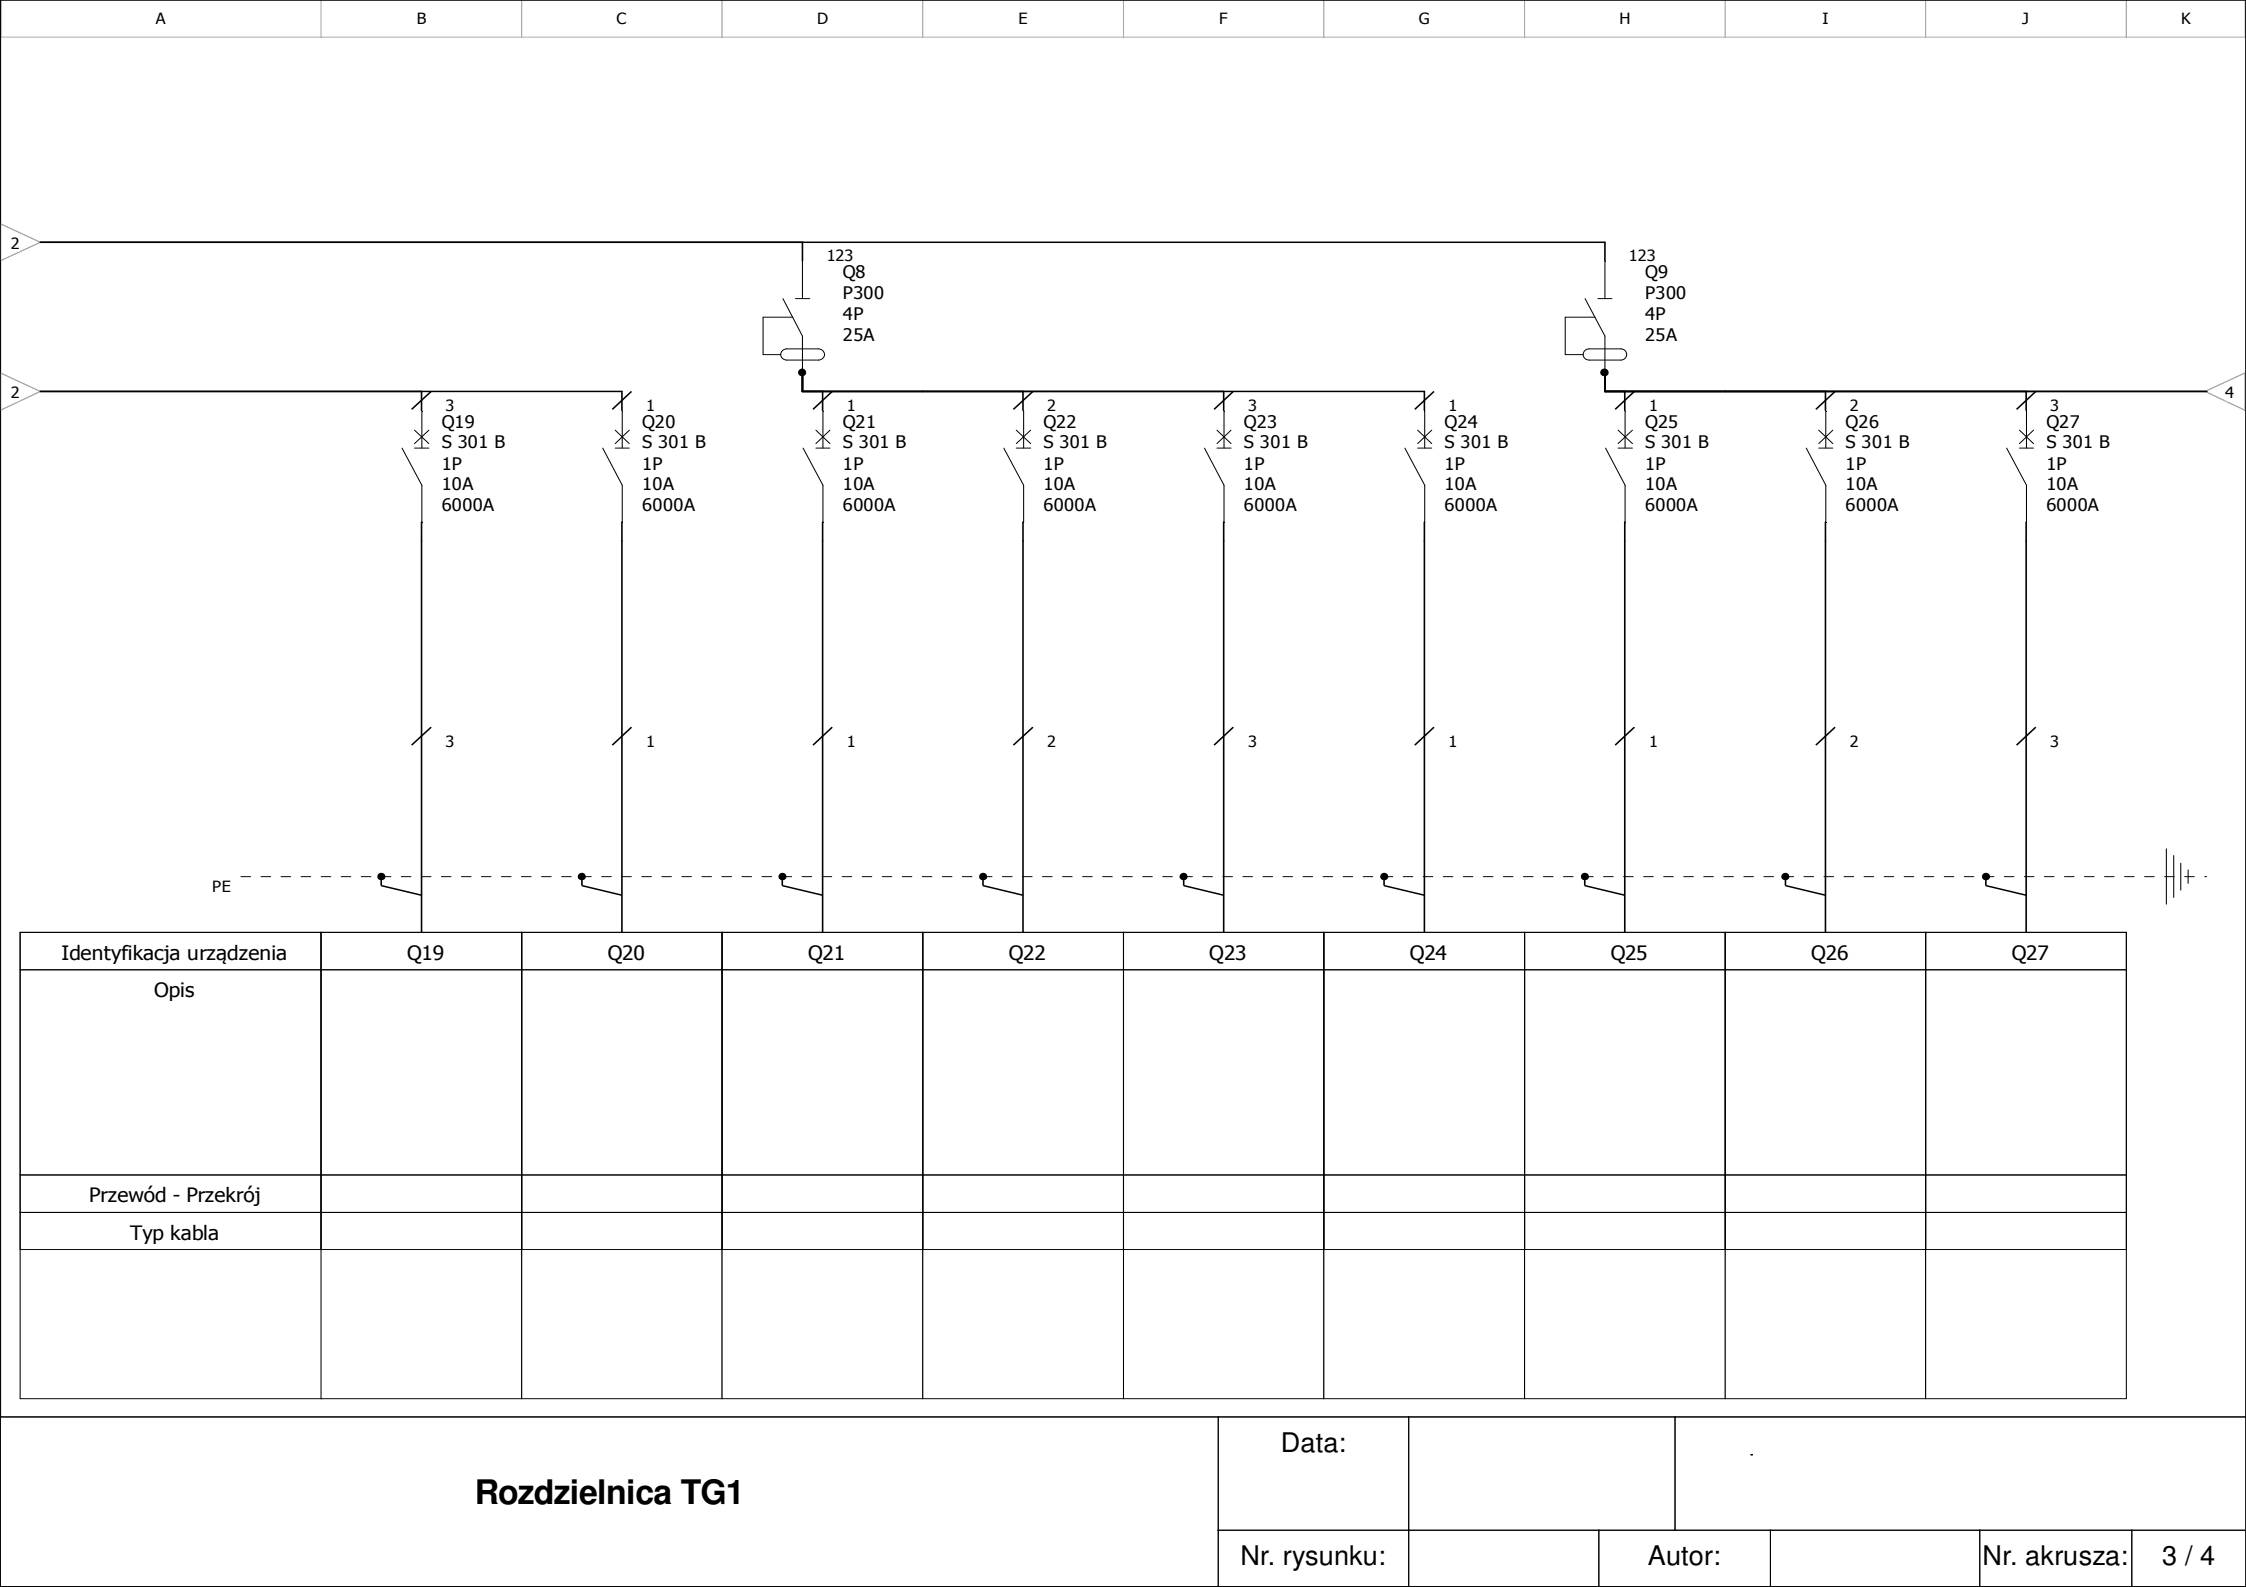 A B C D E F G H I J K
2
123 123
Q8 Q9
P300 P300
4P 4P
25A 25A
2 4
3 1 1 2 3 1 1 2 3
Q19 Q20 Q21 Q22 Q23 Q24 Q25 Q26 Q27
S 301 B S 301 B S 301 B S 301 B S 301 B S 301 B S 301 B S 301 B S 301 B
1P 1P 1P 1P 1P 1P 1P 1P 1P
10A 10A 10A 10A 10A 10A 10A 10A 10A
6000A 6000A 6000A 6000A 6000A 6000A 6000A 6000A 6000A
3 1 1 2 3 1 1 2 3
PE
Identyfikacja urządzenia Q19 Q20 Q21 Q22 Q23 Q24 Q25 Q26 Q27
Opis
Przewód - Przekrój
Typ kabla
Data: -
Rozdzielnica TG1
Nr. rysunku: Autor: Nr. akrusza: 3 / 4